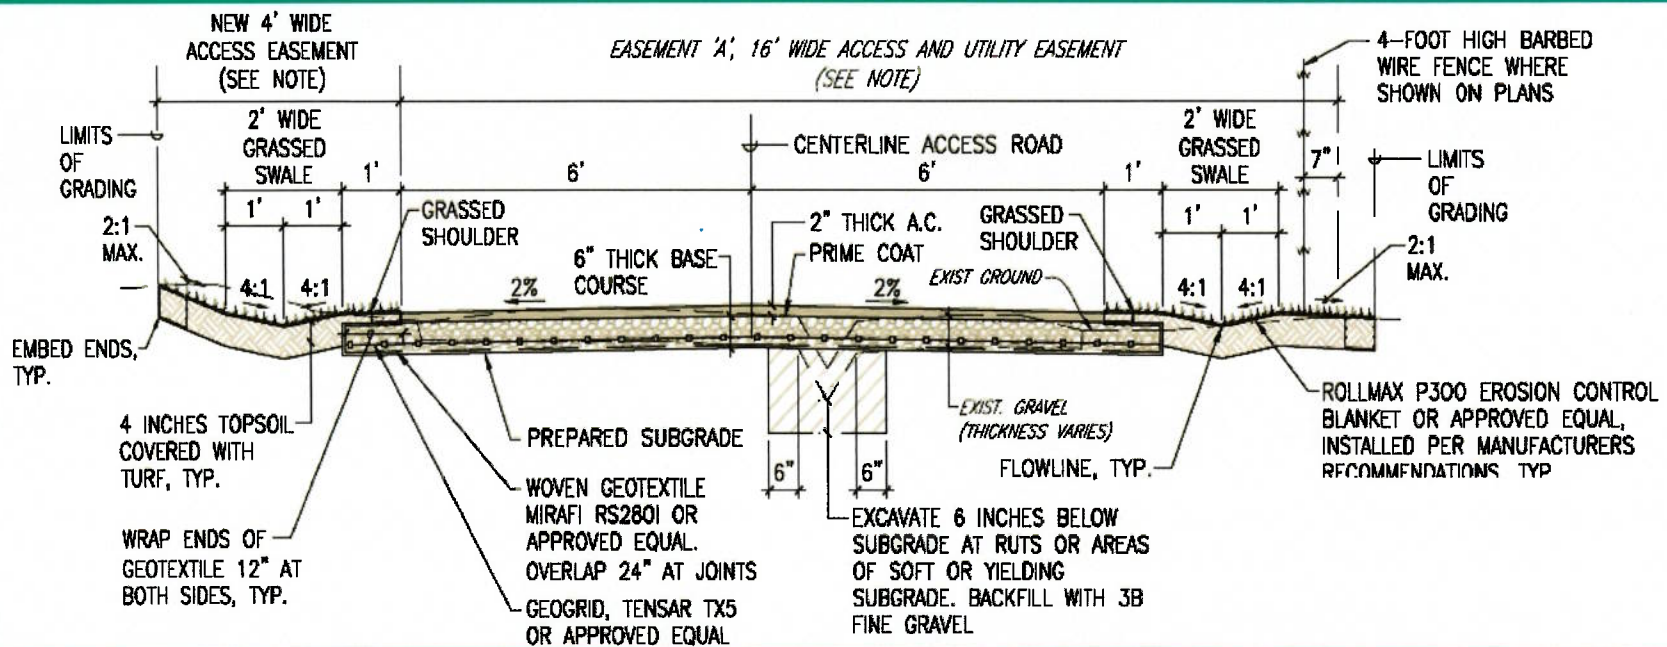 NEW 4' WIDE
ACCESS EASEMENT
(SEE NOTE)
EASEMENT 'A', 16' WIDE ACCESS AND UTILITY EASEMENT
(SEE NOTE)
4-FOOT HIGH BARBED
WIRE FENCE WHERE
SHOWN ON PLANS
LIMITS
OF
GRADING
2' WIDE
GRASSED
SWALE
1'
6'
CENTERLINE ACCESS ROAD
6'
1'
2' WIDE
GRASSED
SWALE
7"
LIMITS
OF
GRADING
1'
1'
1'
1'
2:1
MAX.
GRASSED
SHOULDER
6" THICK BASE
COURSE
2" THICK A.C.
PRIME COAT
GRASSED
SHOULDER
EXIST GROUND
2:1
MAX.
4:1
4:1
2%
2%
4:1
4:1
EMBED ENDS,
TYP.
4 INCHES TOPSOIL
COVERED WITH
TURF, TYP.
WRAP ENDS OF
GEOTEXTILE 12" AT
BOTH SIDES, TYP.
PREPARED SUBGRADE
WOVEN GEOTEXTILE
MIRAFI RS280I OR
APPROVED EQUAL.
OVERLAP 24" AT JOINTS
GEOGRID, TENSAR TX5
OR APPROVED EQUAL
6"
6"
EXIST. GRAVEL
(THICKNESS VARIES)
FLOWLINE, TYP.
EXCAVATE 6 INCHES BELOW
SUBGRADE AT RUTS OR AREAS
OF SOFT OR YIELDING
SUBGRADE. BACKFILL WITH 3B
FINE GRAVEL
ROLLMAX P300 EROSION CONTROL
BLANKET OR APPROVED EQUAL,
INSTALLED PER MANUFACTURERS
RECOMMENDATIONS TYP